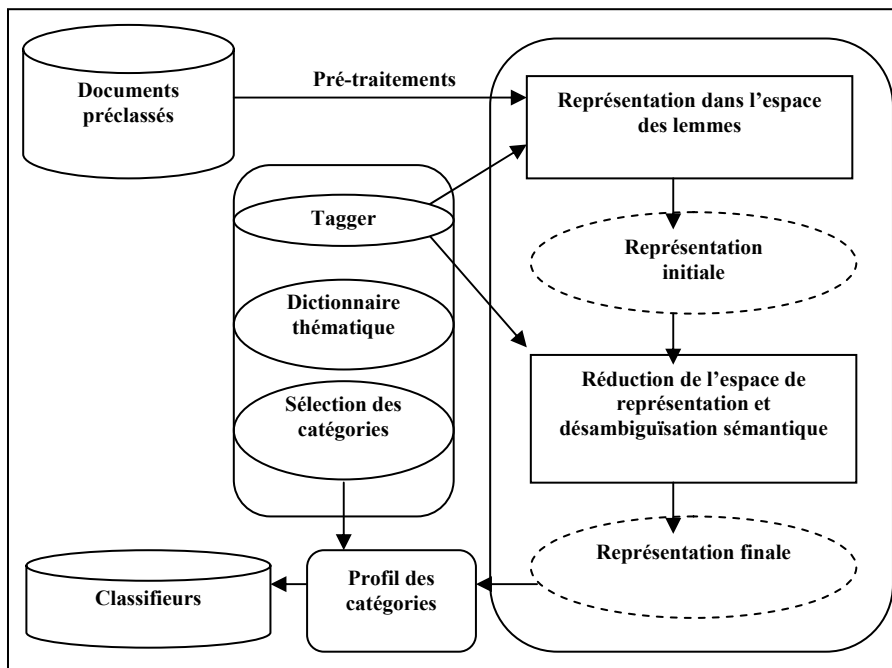 Documents
préclassés
Pré-traitements
Représentation dans l’espace
des lemmes
Tagger
Représentation
initiale
Dictionnaire
thématique
Réduction de l’espace de
représentation et
désambiguïsation sémantique
Sélection des
catégories
Représentation finale
Profil des
catégories
Classifieurs